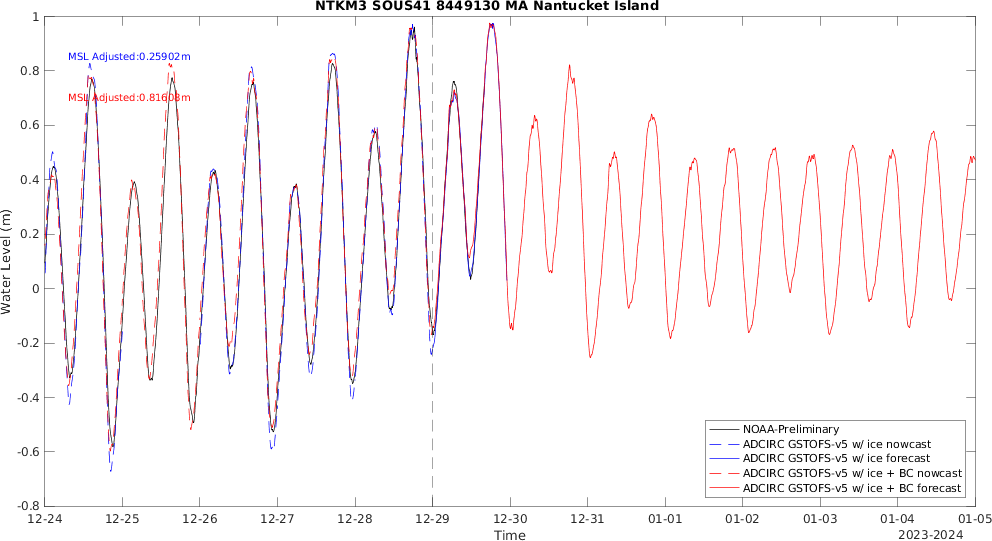 NTKM3 SOUS41 8449130 MA Nantucket Island
MSL Adjusted:0.25902m
MSL Adjusted:0.81603m
Water Level (m)
1
0.8
0.6
0.4
0.2
0
-0.2
-0.4
-0.6
-0.8
NOAA-Preliminary
ADCIRC GSTOFS-v5 w/ ice nowcast
ADCIRC GSTOFS-v5 w/ ice forecast
ADCIRC GSTOFS-v5 w/ ice + BC nowcast
ADCIRC GSTOFS-v5 w/ ice + BC forecast
12-24 12-25 12-26 12-27 12-28 12-29 12-30 12-31 01-01 01-02 01-03 01-04 01-05
Time
2023-2024